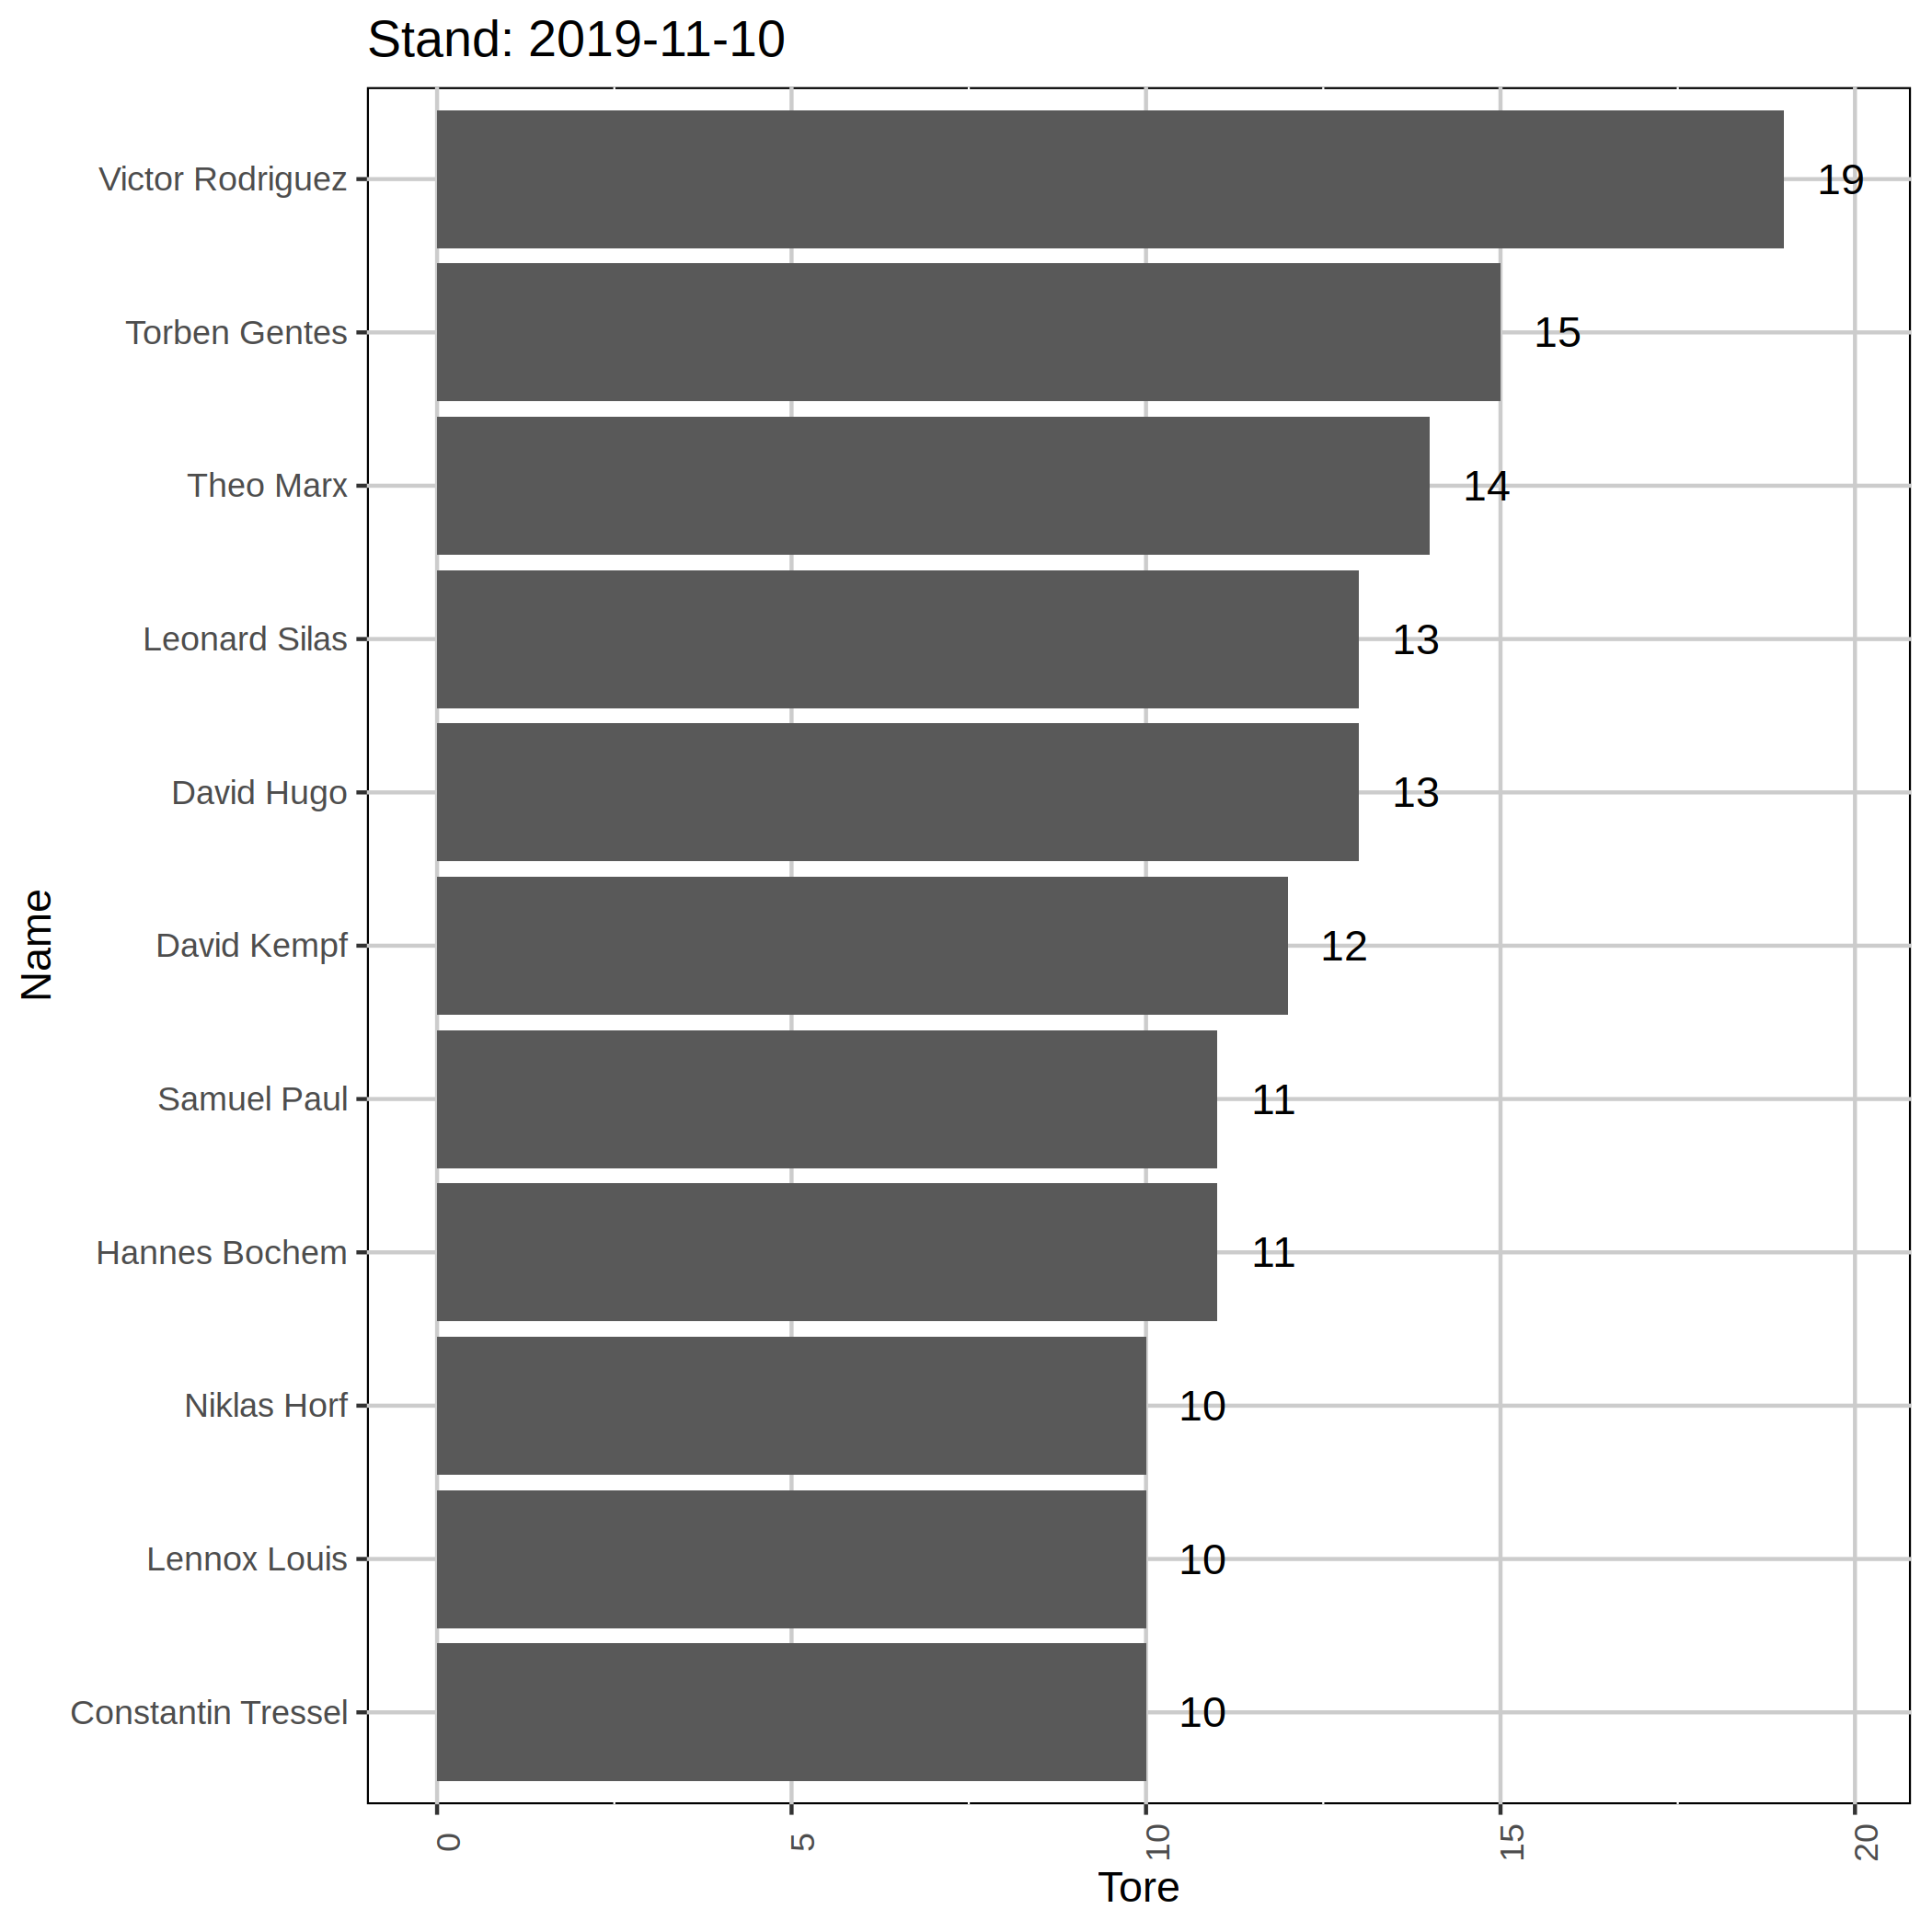 Stand: 2019-11-10
Victor Rodriguez 19
Torben Gentes 15
Theo Marx 14
Leonard Silas 13
David Hugo 13
David Kempf 12
Samuel Paul 11
Hannes Bochem 11
Niklas Horf 10
Lennox Louis 10
Constantin Tressel 10
Name
0 5 10 15 20
Tore